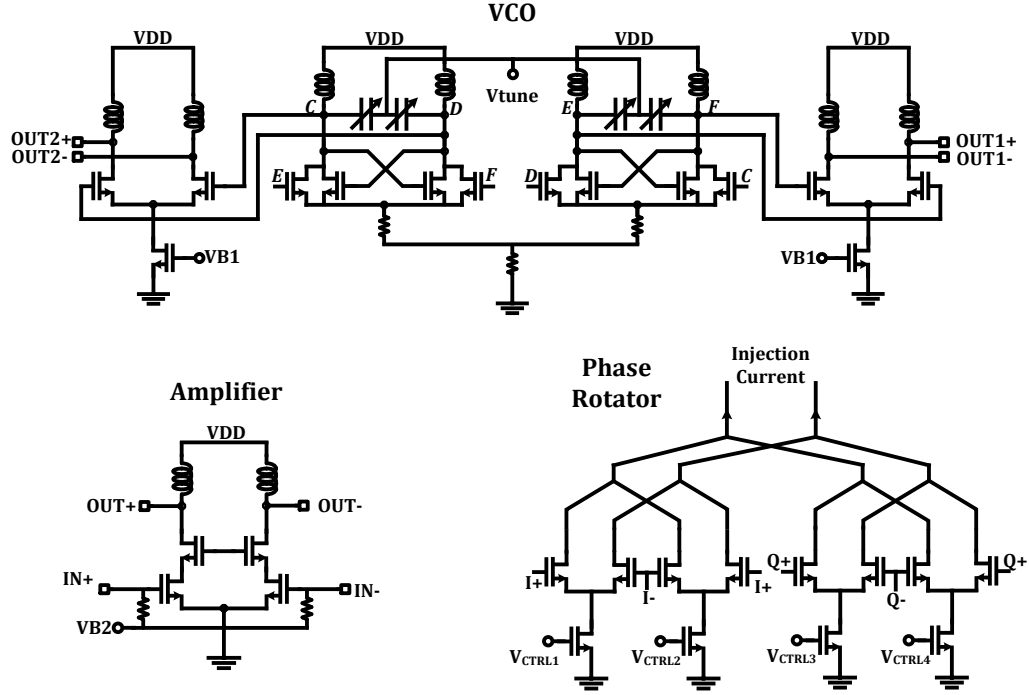 VCO
VDD
VDD
VDD
VDD
C
D
Vtune
E
F
OUT2+
OUT2-
OUT1+
OUT1-
E
F
D
C
VB1
VB1
Amplifier
VDD
OUT+
OUT-
IN+
IN-
VB2
Phase
Rotator
Injection
Current
I+
I-
I+
Q+
Q-
Q+
VCTRL1
VCTRL2
VCTRL3
VCTRL4